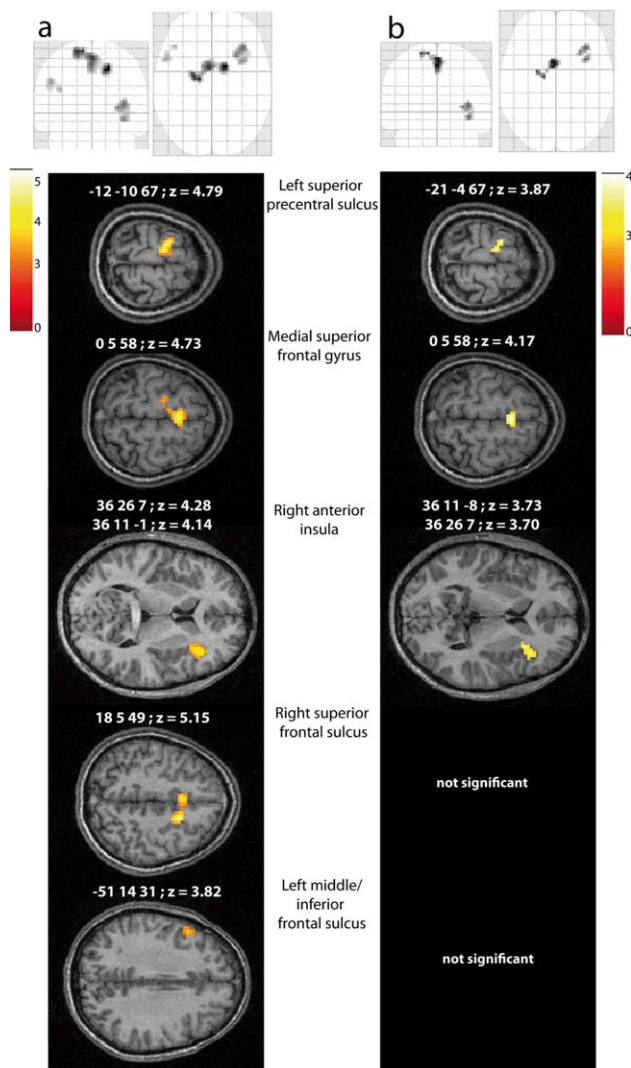 a
b
5
4
3
2
0
-12 -10 67 ; z = 4.79
Left superior
precentral sulcus
-21 -4 67 ; z = 3.87
4
3
2
1
0
0 5 58 ; z = 4.73
Medial superior
frontal gyrus
0 5 58 ; z = 4.17
36 26 7 ; z = 4.28
36 11 -1 ; z = 4.14
Right anterior
insula
36 11 -8 ; z = 3.73
36 26 7 ; z = 3.70
18 5 49 ; z = 5.15
Right superior
frontal sulcus
not significant
-51 14 31 ; z = 3.82
Left middle/
inferior
frontal sulcus
not significant